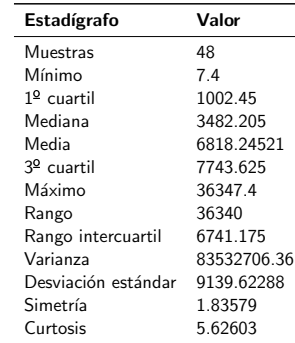 Estadígrafo Valor
Muestras 48
Mínimo 7.4
1º cuartil 1002.45
Mediana 3482.205
Media 6818.24521
3º cuartil 7743.625
Máximo 36347.4
Rango 36340
Rango intercuartil 6741.175
Varianza 83532706.36
Desviación estándar 9139.62288
Simetría 1.83579
Curtosis 5.62603